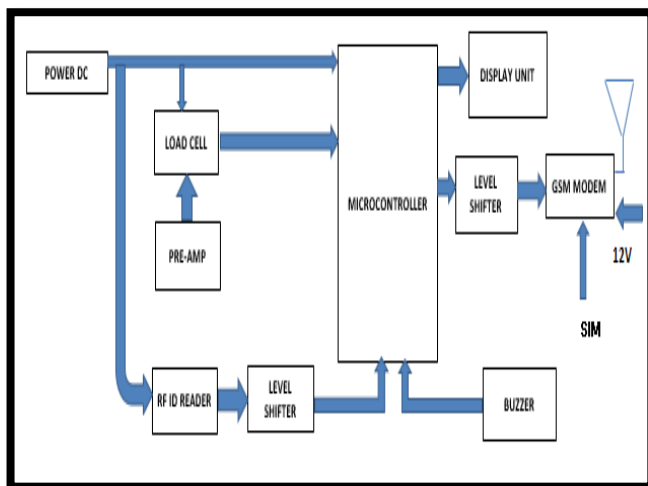 POWER DC
DISPLAY UNIT
LOAD CELL
MICROCONTROLLER
LEVEL
SHIFTER
GSM MODEM
PRE-AMP
12V
SIM
RF ID READER
LEVEL
SHIFTER
BUZZER